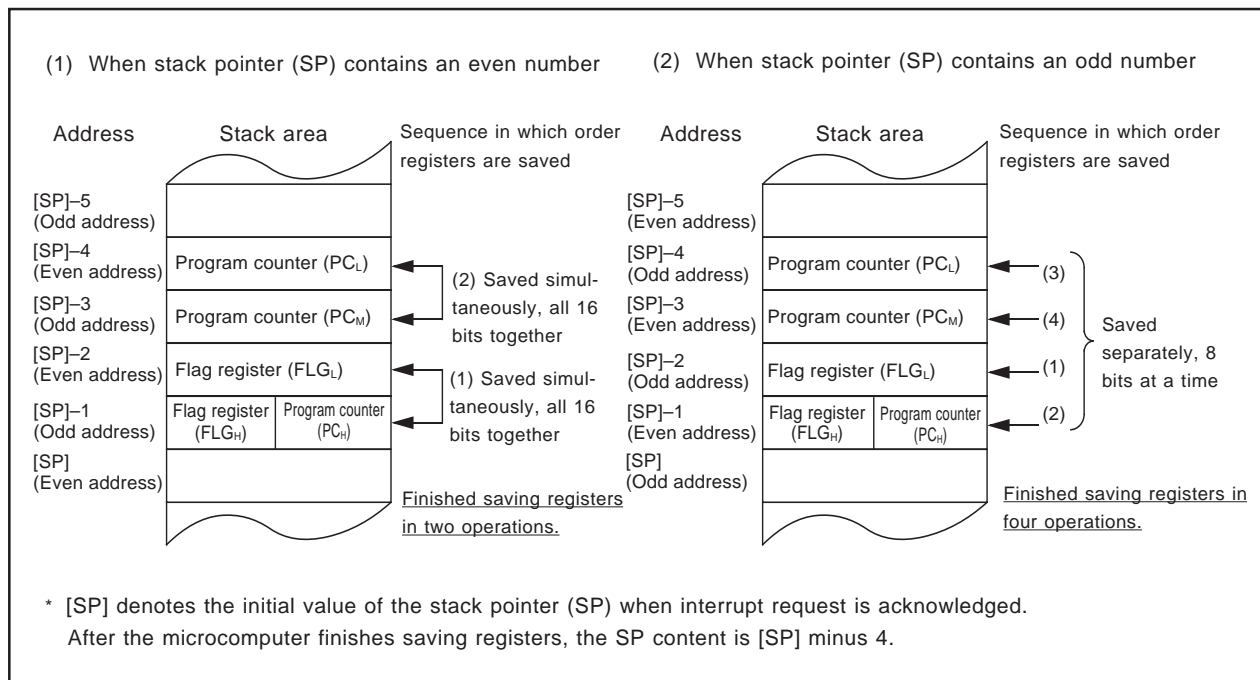 (1) When stack pointer (SP) contains an even number
Address
Stack area
Sequence in which order
registers are saved
[SP]–5
(Odd address)
[SP]–4
(Even address)
Program counter (PCL)
[SP]–3
(Odd address)
Program counter (PCM)
(2) Saved simul-
taneously, all 16
bits together
[SP]–2
(Even address)
Flag register (FLGL)
[SP]–1
(Odd address)
Flag register
(FLGH)
Program counter
(PCH)
(1) Saved simul-
taneously, all 16
bits together
[SP]
(Even address)
Finished saving registers
in two operations.
(2) When stack pointer (SP) contains an odd number
Address
Stack area
Sequence in which order
registers are saved
[SP]–5
(Even address)
[SP]–4
(Odd address)
Program counter (PCL)
(3)
[SP]–3
(Even address)
Program counter (PCM)
(4)
[SP]–2
(Odd address)
Flag register (FLGL)
(1)
[SP]–1
(Even address)
Flag register
(FLGH)
Program counter
(PCH)
(2)
Saved
separately, 8
bits at a time
[SP]
(Odd address)
Finished saving registers in
four operations.
* [SP] denotes the initial value of the stack pointer (SP) when interrupt request is acknowledged.
After the microcomputer finishes saving registers, the SP content is [SP] minus 4.